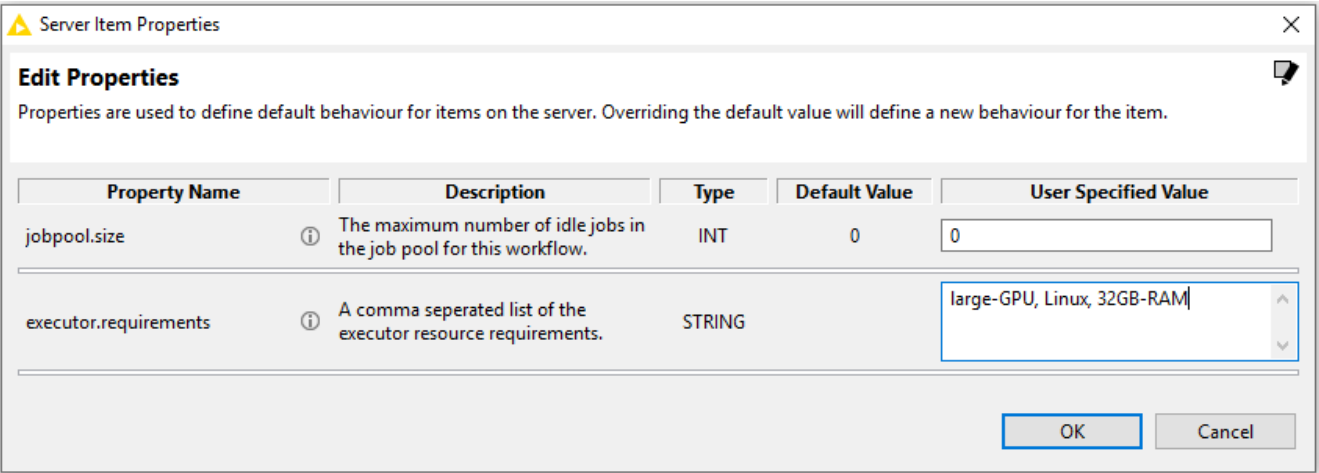 Server Item Properties
Edit Properties
Properties are used to define default behaviour for items on the server. Overriding the default value will define a new behaviour for the item.
Property Name Description Type Default Value User Specified Value
jobpool.size The maximum number of idle jobs in INT 0 0
the job pool for this workflow.
executor.requirements A comma seperated list of the STRING large-GPU, Linux, 32GB-RAM
executor resource requirements.
OK Cancel